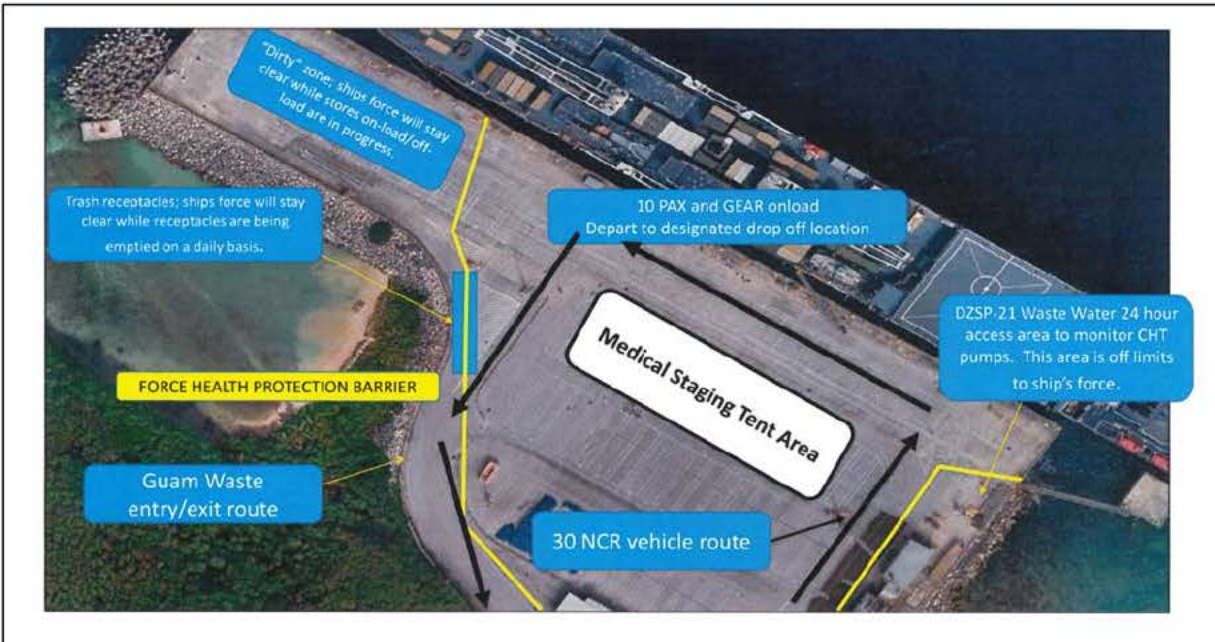 "Dirty" zone; ships force will stay
clear while stores on-load/off-
load are in progress.
Trash receptacles; ships force will stay
clear while receptacles are being
emptied on a daily basis.
10 PAX and GEAR onload
Depart to designated drop off location
DZSP-21 Waste Water 24 hour
access area to monitor CHT
pumps. This area is off limits
to ship's force.
Medical Staging Tent Area
FORCE HEALTH PROTECTION BARRIER
Guam Waste
entry/exit route
30 NCR vehicle route